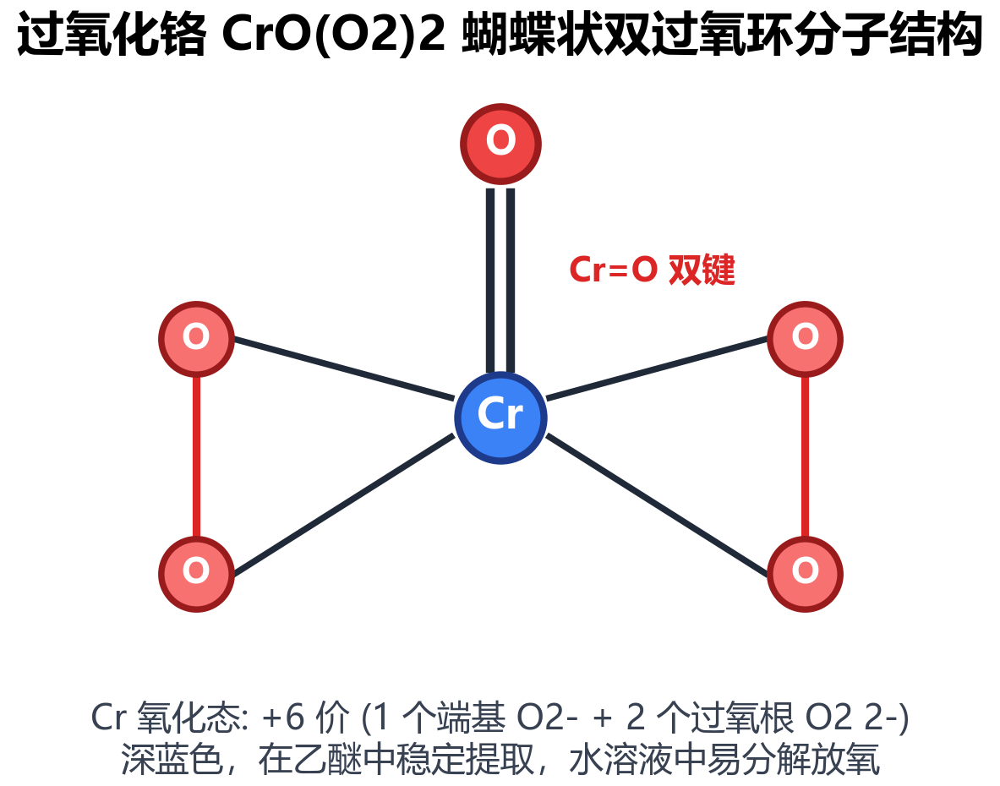 过氧化铬 CrO(O2)2 蝴蝶状双过氧环分子结构
O
Cr=O 双键
O
O
Cr
O
O
Cr 氧化态: +6 价 (1 个端基 O2- + 2 个过氧根 O2 2-)
深蓝色，在乙醚中稳定提取，水溶液中易分解放氧